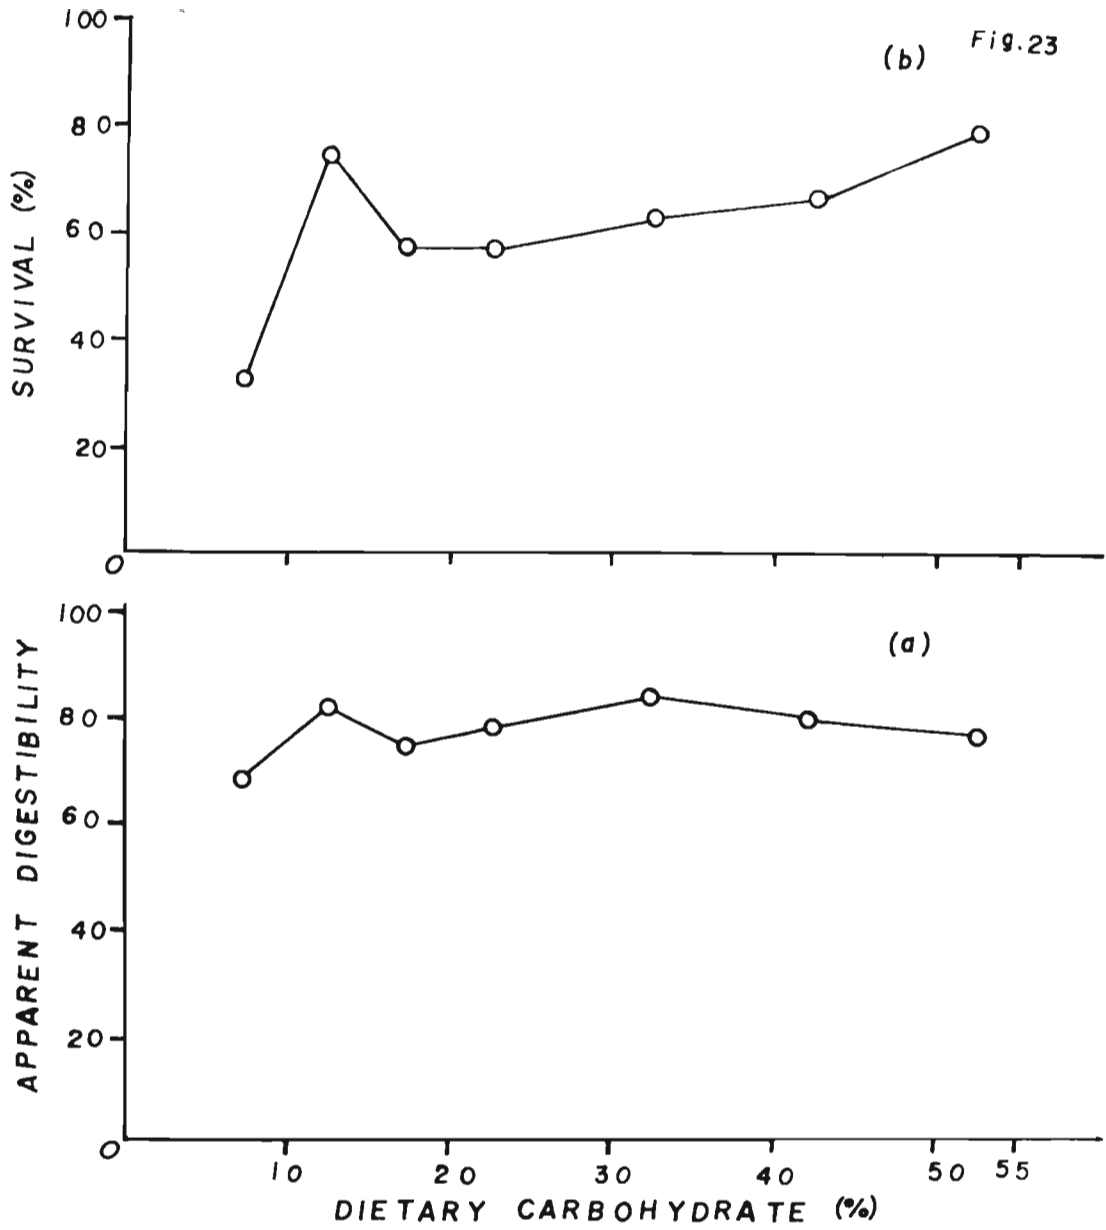 Fig.23
(b)
SURVIVAL (%)
100
80
60
40
20
0
(a)
APPARENT DIGESTIBILITY
100
80
60
40
20
0
10 20 30 40 50 55
DIETARY CARBOHYDRATE (%)